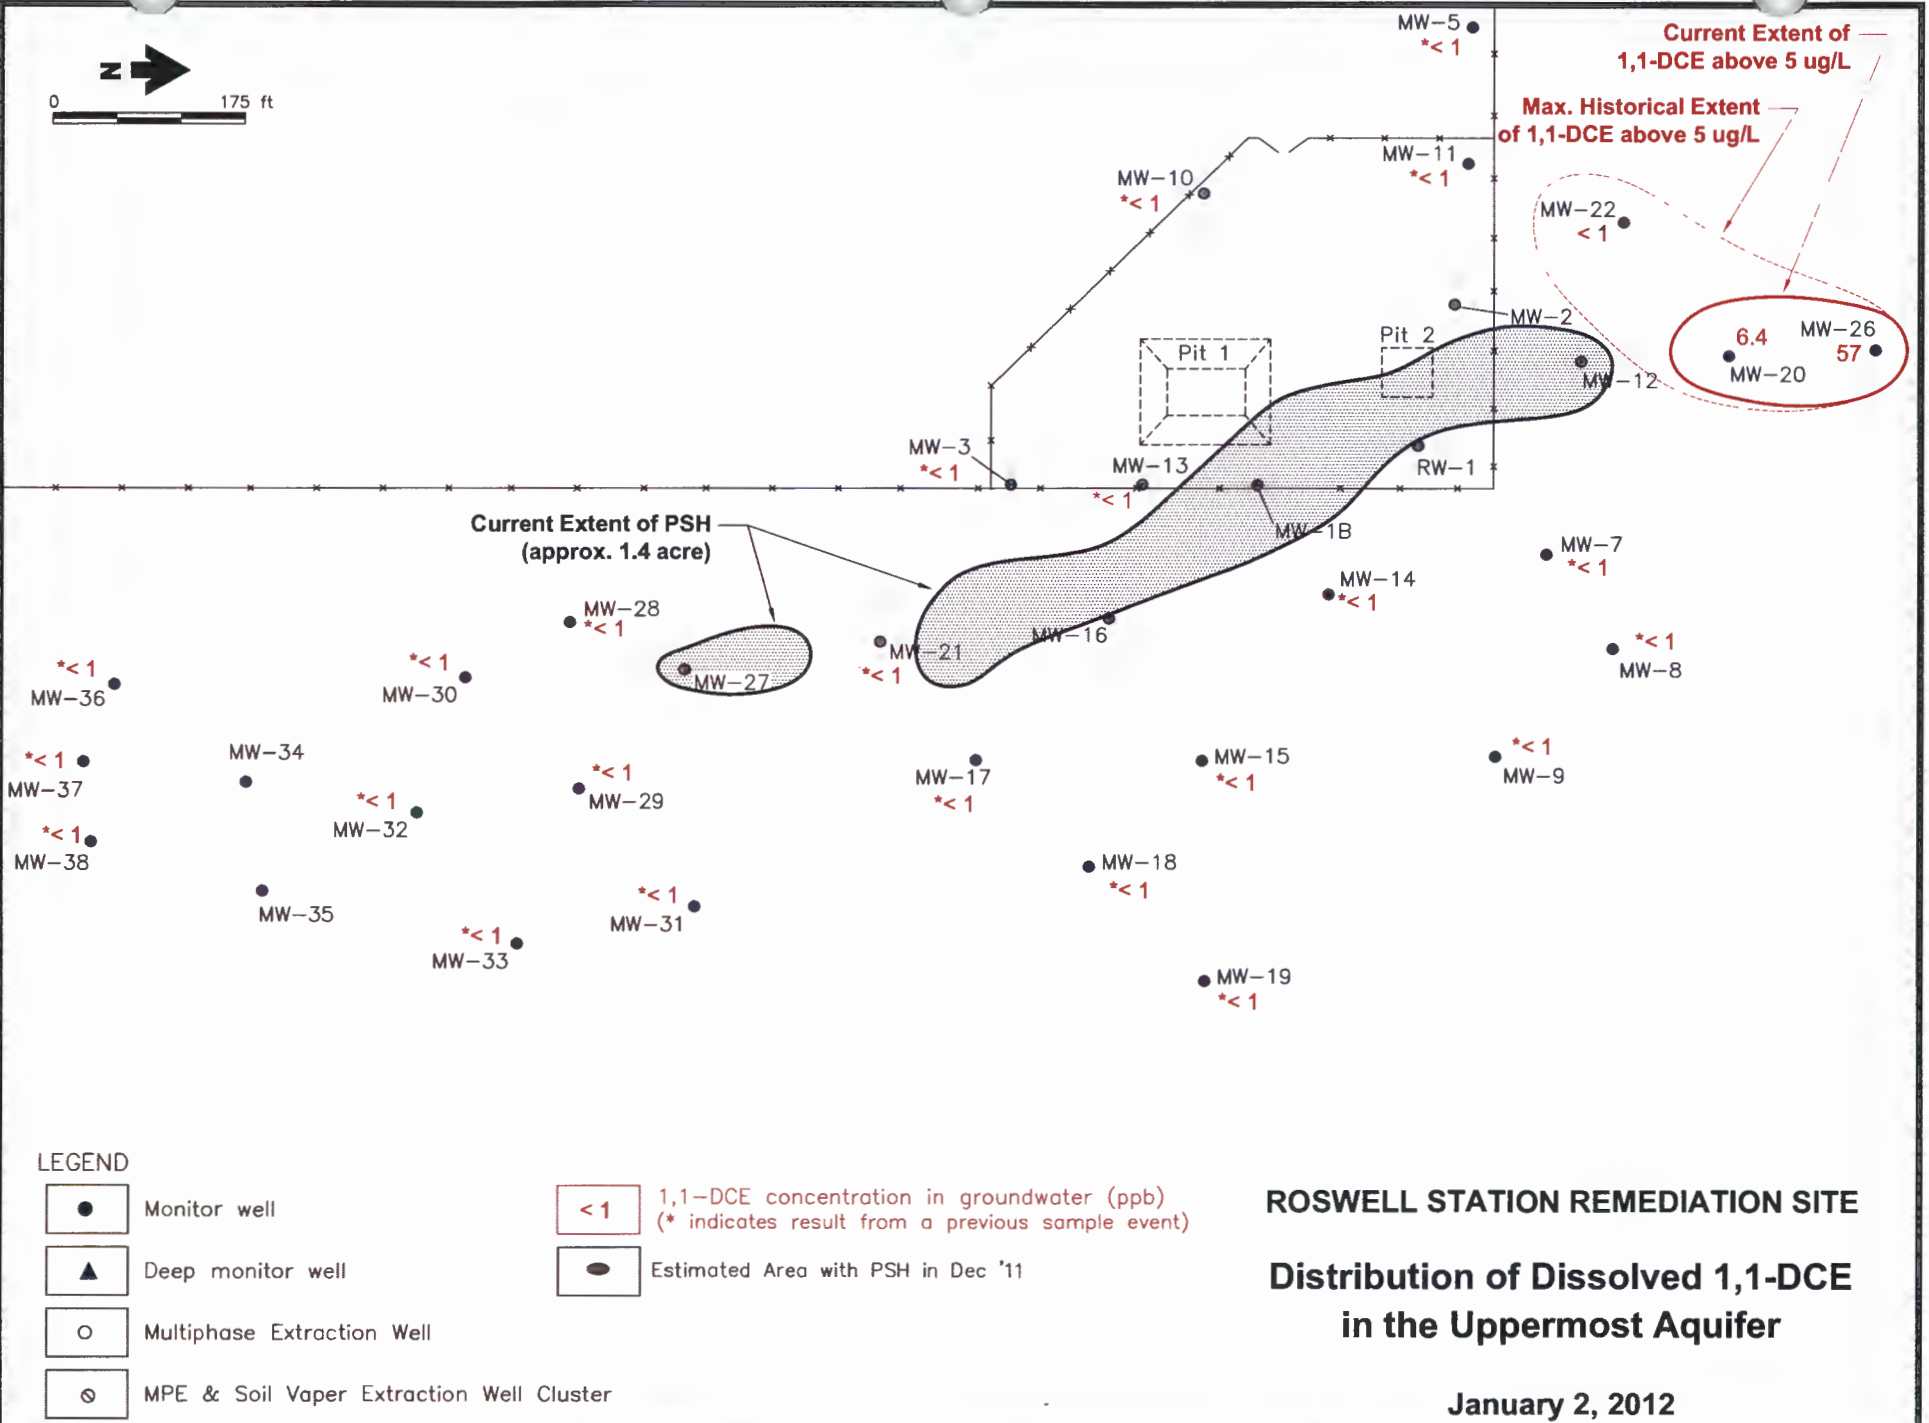 MW-5
*< 1
Current Extent of
1,1-DCE above 5 ug/L
N
0 175 ft
Max. Historical Extent
of 1,1-DCE above 5 ug/L
MW-11
*< 1
MW-10
*< 1
MW-22
< 1
MW-2
Pit 2
Pit 1
6.4
MW-26
57
MW-20
MW-12
MW-3
*< 1
MW-13
*< 1
RW-1
Current Extent of PSH
(approx. 1.4 acre)
MW-1B
MW-7
*< 1
MW-14
*< 1
MW-28
*< 1
MW-16
MW-21
*< 1
*< 1
MW-8
*< 1
MW-36
*< 1
MW-30
MW-27
MW-34
*< 1
MW-37
*< 1
MW-29
MW-17
*< 1
MW-15
*< 1
*< 1
MW-9
*< 1
MW-32
*< 1
MW-38
MW-18
*< 1
MW-35
*< 1
MW-31
*< 1
MW-33
MW-19
*< 1
LEGEND
Monitor well
Deep monitor well
Multiphase Extraction Well
MPE & Soil Vaper Extraction Well Cluster
< 1
1,1-DCE concentration in groundwater (ppb)
(* indicates result from a previous sample event)
Estimated Area with PSH in Dec '11
ROSWELL STATION REMEDIATION SITE
Distribution of Dissolved 1,1-DCE
in the Uppermost Aquifer
January 2, 2012